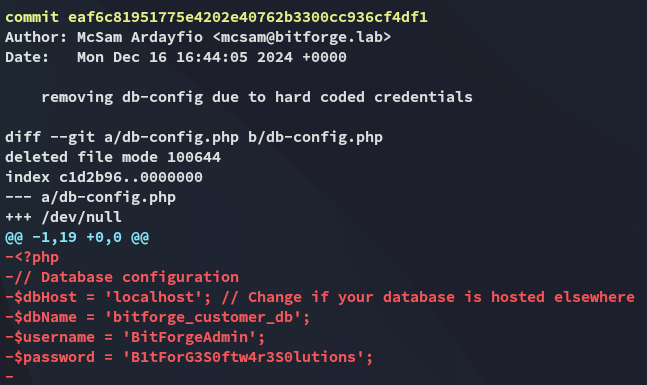 commit eaf6c81951775e4202e40762b3300cc936cf4df1
Author: McSam Ardayfio <mcsam@bitforge.lab>
Date:   Mon Dec 16 16:44:05 2024 +0000
    removing db-config due to hard coded credentials
diff --git a/db-config.php b/db-config.php
deleted file mode 100644
index c1d2b96..0000000
--- a/db-config.php
+++ /dev/null
@@ -1,19 +0,0 @@
-<?php
-// Database configuration
-$dbHost = 'localhost'; // Change if your database is hosted elsewhere
-$dbName = 'bitforge_customer_db';
-$username = 'BitForgeAdmin';
-$password = 'B1tForG3S0ftw4r3S0lutions';
-